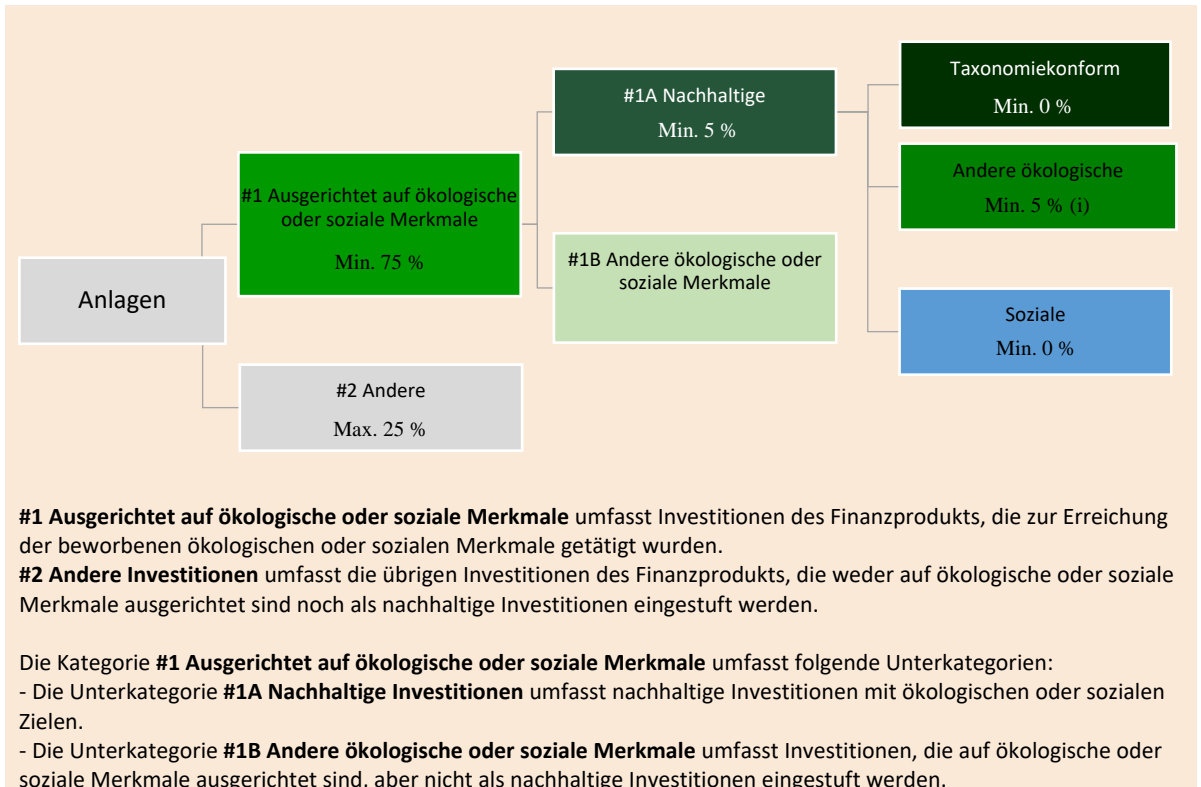 Anlagen
#1 Ausgerichtet auf ökologische
oder soziale Merkmale
Min. 75 %
#2 Andere
Max. 25 %
#1A Nachhaltige
Min. 5 %
#1B Andere ökologische oder
soziale Merkmale
Taxonomiekonform
Min. 0 %
Andere ökologische
Min. 5 % (i)
Soziale
Min. 0 %
#1 Ausgerichtet auf ökologische oder soziale Merkmale umfasst Investitionen des Finanzprodukts, die zur Erreichung
der beworbenen ökologischen oder sozialen Merkmale getätigt wurden.
#2 Andere Investitionen umfasst die übrigen Investitionen des Finanzprodukts, die weder auf ökologische oder soziale
Merkmale ausgerichtet sind noch als nachhaltige Investitionen eingestuft werden.
Die Kategorie #1 Ausgerichtet auf ökologische oder soziale Merkmale umfasst folgende Unterkategorien:
- Die Unterkategorie #1A Nachhaltige Investitionen umfasst nachhaltige Investitionen mit ökologischen oder sozialen
Zielen.
- Die Unterkategorie #1B Andere ökologische oder soziale Merkmale umfasst Investitionen, die auf ökologische oder
soziale Merkmale ausgerichtet sind, aber nicht als nachhaltige Investitionen eingestuft werden.